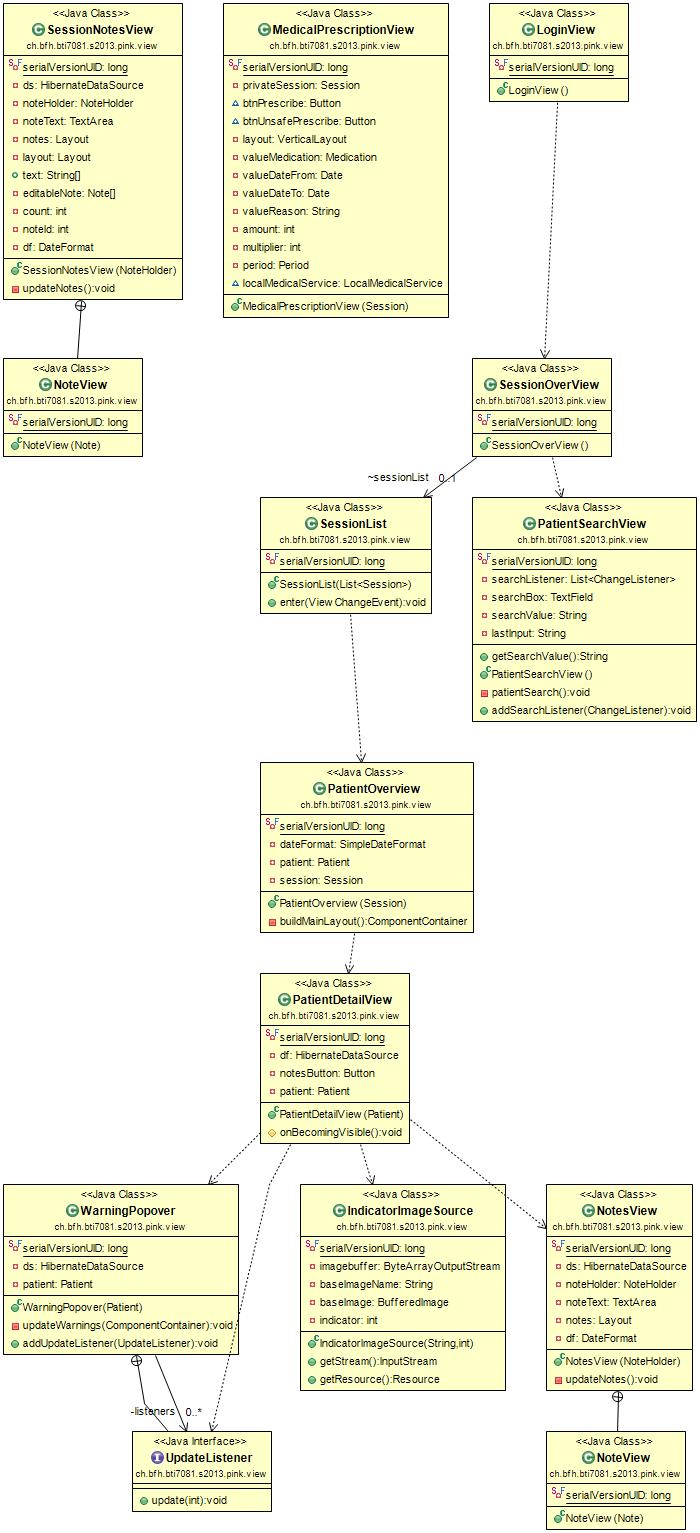 <<Java Class>>
SessionNotesView
ch.bfh.bti7081.s2013.pink.view
serialVersionUID: long
ds: HibernateDataSource
noteHolder: NoteHolder
noteText: TextArea
notes: Layout
layout: Layout
text: String[]
editableNote: Note[]
count: int
noteId: int
df: DateFormat
SessionNotesView(NoteHolder)
updateNotes():void
<<Java Class>>
MedicalPrescriptionView
ch.bfh.bti7081.s2013.pink.view
serialVersionUID: long
privateSession: Session
btnPrescribe: Button
btnUnsafePrescribe: Button
layout: VerticalLayout
valueMedication: Medication
valueDateFrom: Date
valueDateTo: Date
valueReason: String
amount: int
multiplier: int
period: Period
localMedicalService: LocalMedicalService
MedicalPrescriptionView(Session)
<<Java Class>>
LoginView
ch.bfh.bti7081.s2013.pink.view
serialVersionUID: long
LoginView()
<<Java Class>>
NoteView
ch.bfh.bti7081.s2013.pink.view
serialVersionUID: long
NoteView(Note)
<<Java Class>>
SessionOverView
ch.bfh.bti7081.s2013.pink.view
serialVersionUID: long
SessionOverView()
~sessionList 0..1
<<Java Class>>
SessionList
ch.bfh.bti7081.s2013.pink.view
serialVersionUID: long
SessionList(List<Session>)
enter(ViewChangeEvent):void
<<Java Class>>
PatientSearchView
ch.bfh.bti7081.s2013.pink.view
serialVersionUID: long
searchListener: List<ChangeListener>
searchBox: TextField
searchValue: String
lastInput: String
getSearchValue():String
PatientSearchView()
patientSearch():void
addSearchListener(ChangeListener):void
<<Java Class>>
PatientOverview
ch.bfh.bti7081.s2013.pink.view
serialVersionUID: long
dateFormat: SimpleDateFormat
patient: Patient
session: Session
PatientOverview(Session)
buildMainLayout():ComponentContainer
<<Java Class>>
PatientDetailView
ch.bfh.bti7081.s2013.pink.view
serialVersionUID: long
df: HibernateDataSource
notesButton: Button
patient: Patient
PatientDetailView(Patient)
onBecomingVisible():void
<<Java Class>>
WarningPopover
ch.bfh.bti7081.s2013.pink.view
serialVersionUID: long
ds: HibernateDataSource
patient: Patient
WarningPopover(Patient)
updateWarnings(ComponentContainer):void
addUpdateListener(UpdateListener):void
<<Java Class>>
IndicatorImageSource
ch.bfh.bti7081.s2013.pink.view
serialVersionUID: long
imagebuffer: ByteArrayOutputStream
baseImageName: String
baseImage: BufferedImage
indicator: int
IndicatorImageSource(String,int)
getStream():InputStream
getResource():Resource
<<Java Class>>
NotesView
ch.bfh.bti7081.s2013.pink.view
serialVersionUID: long
ds: HibernateDataSource
noteHolder: NoteHolder
noteText: TextArea
notes: Layout
df: DateFormat
NotesView(NoteHolder)
updateNotes():void
-listeners 0..*
<<Java Interface>>
UpdateListener
ch.bfh.bti7081.s2013.pink.view
update(int):void
<<Java Class>>
NoteView
ch.bfh.bti7081.s2013.pink.view
serialVersionUID: long
NoteView(Note)